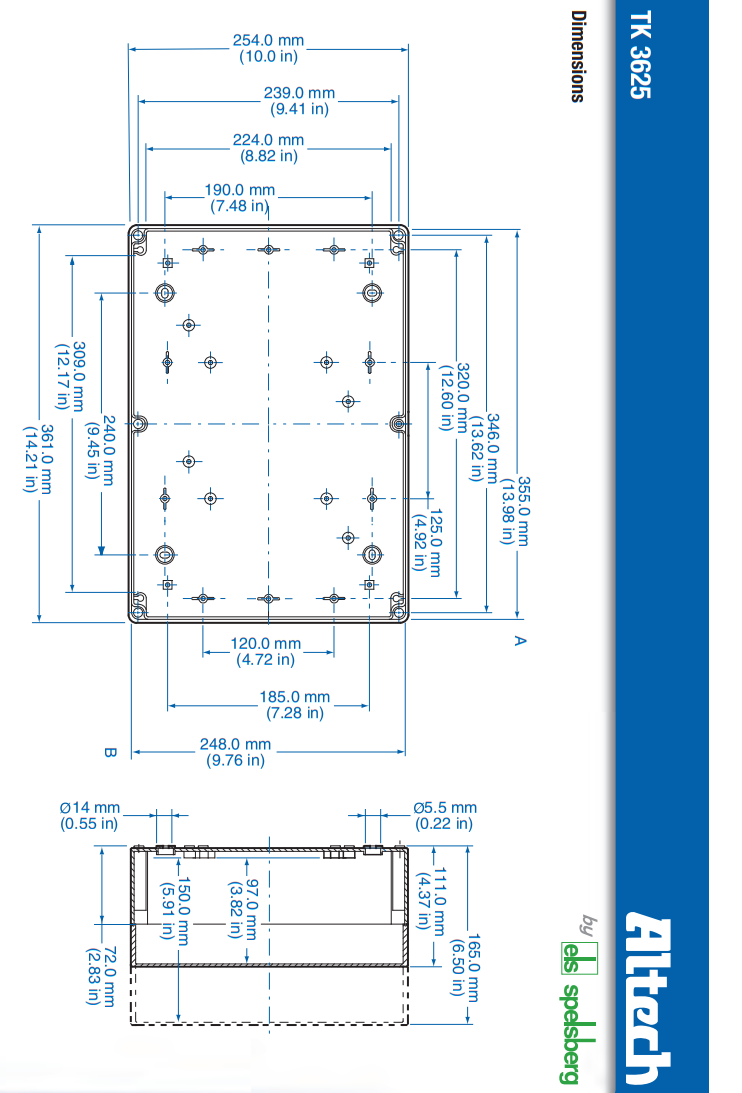 TK 3625
Altech
Dimensions
by els spelsberg
254.0 mm
(10.0 in)
239.0 mm
(9.41 in)
224.0 mm
(8.82 in)
190.0 mm
(7.48 in)
309.0 mm
(12.17 in)
240.0 mm
(9.45 in)
361.0 mm
(14.21 in)
320.0 mm
(12.60 in)
346.0 mm
(13.62 in)
355.0 mm
(13.98 in)
125.0 mm
(4.92 in)
A
120.0 mm
(4.72 in)
185.0 mm
(7.28 in)
248.0 mm
(9.76 in)
B
Ø14 mm
(0.55 in)
Ø5.5 mm
(0.22 in)
150.0 mm
(5.91 in)
97.0 mm
(3.82 in)
111.0 mm
(4.37 in)
165.0 mm
(6.50 in)
72.0 mm
(2.83 in)